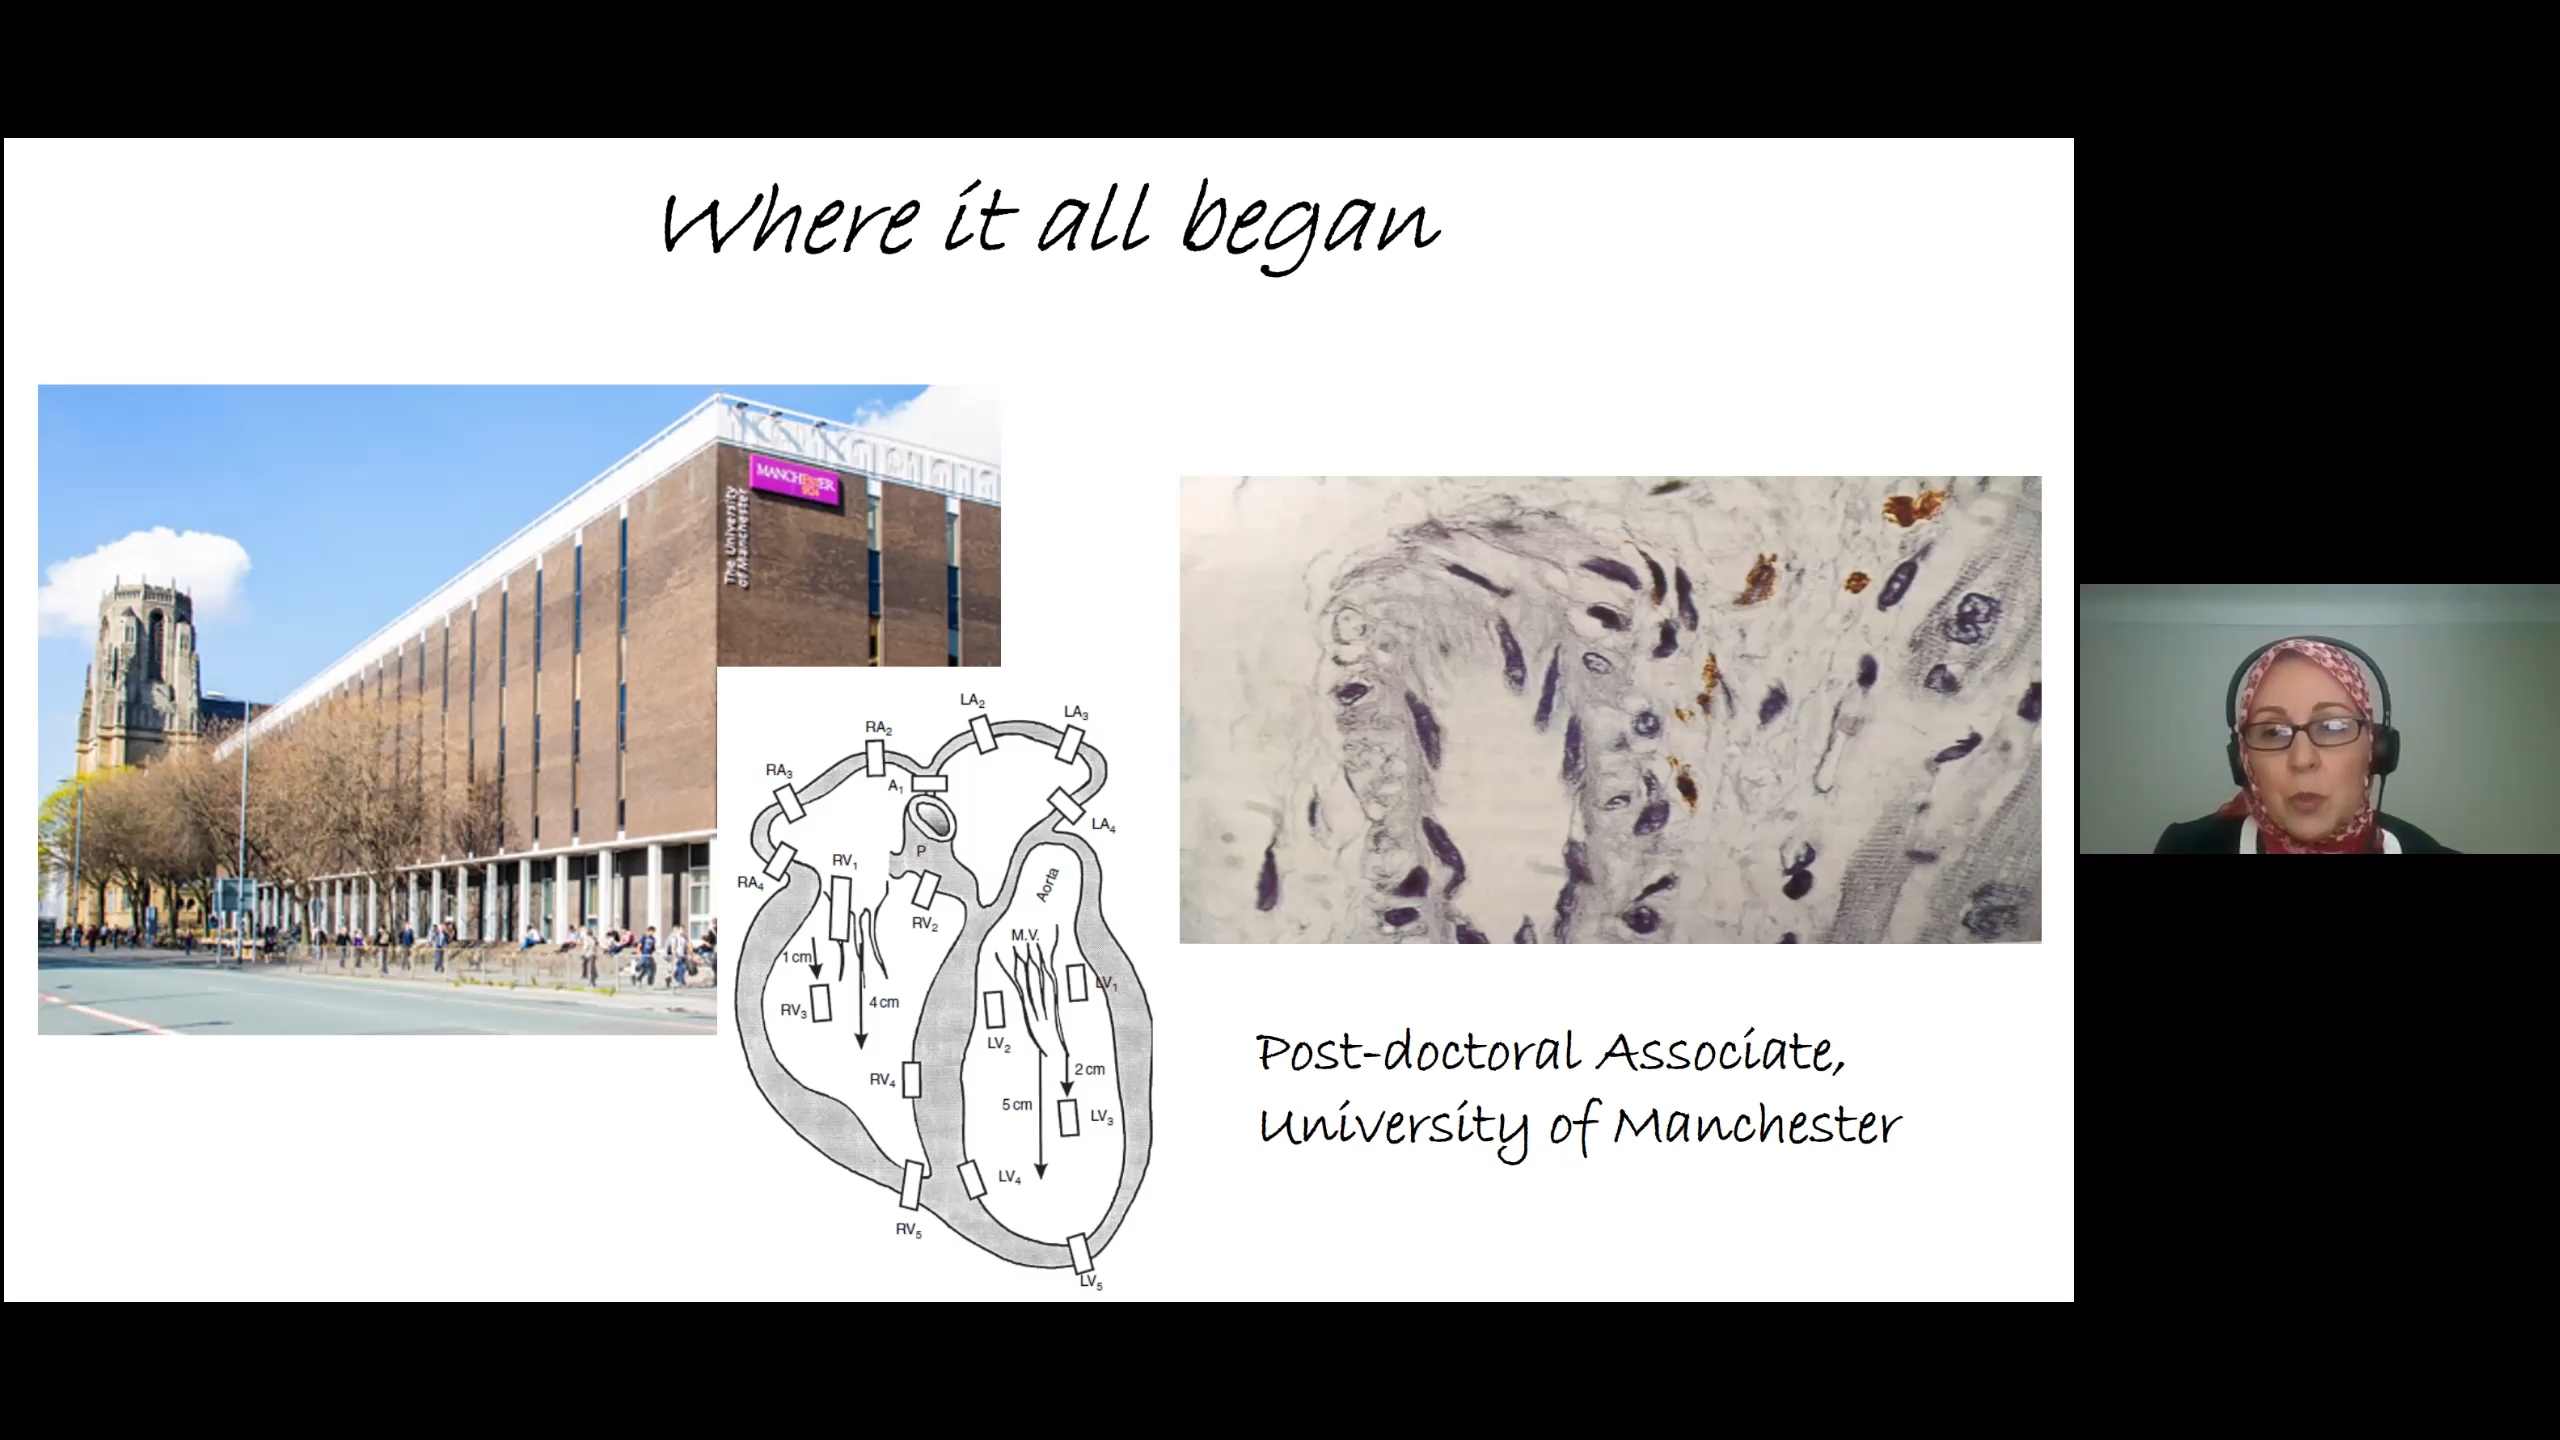 Where it all began
MANCHESTER
1824
The University
of Manchester
LA₂
LA₃
RA₂
RA₃
A₁
LA₄
P
RV₁
RA₄
Aorta
RV₂
M.V.
1 cm
LV₁
4 cm
RV₃
LV₂
2 cm
RV₄
5 cm
LV₃
LV₄
RV₅
LV₅
Post-doctoral Associate,
University of Manchester